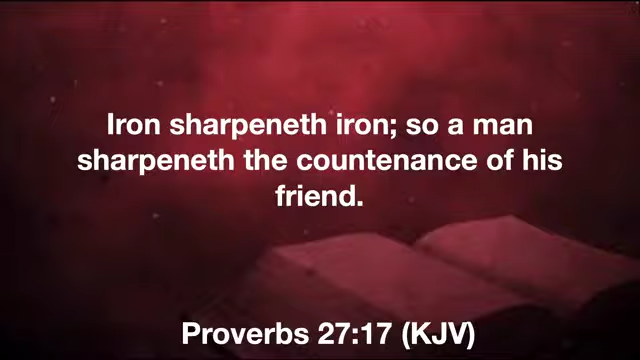 Iron sharpeneth iron; so a man
sharpeneth the countenance of his
friend.
Proverbs 27:17 (KJV)